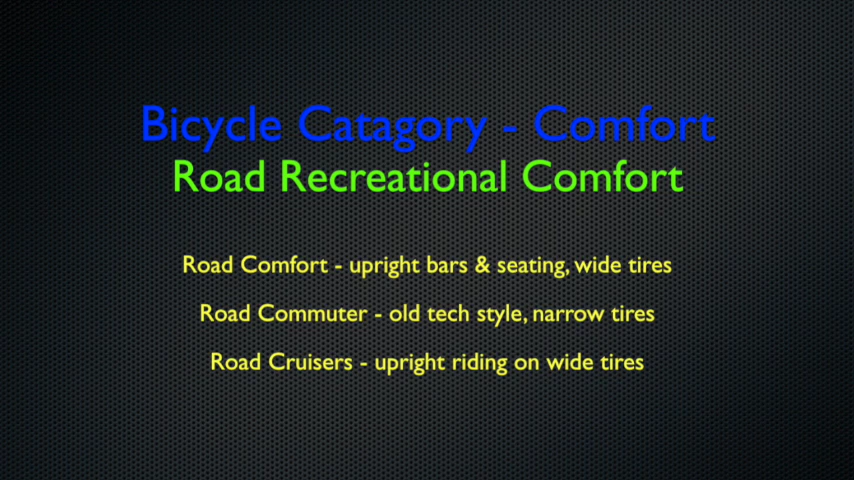 Bicycle Catagory - Comfort
Road Recreational Comfort
Road Comfort - upright bars & seating, wide tires
Road Commuter - old tech style, narrow tires
Road Cruisers - upright riding on wide tires